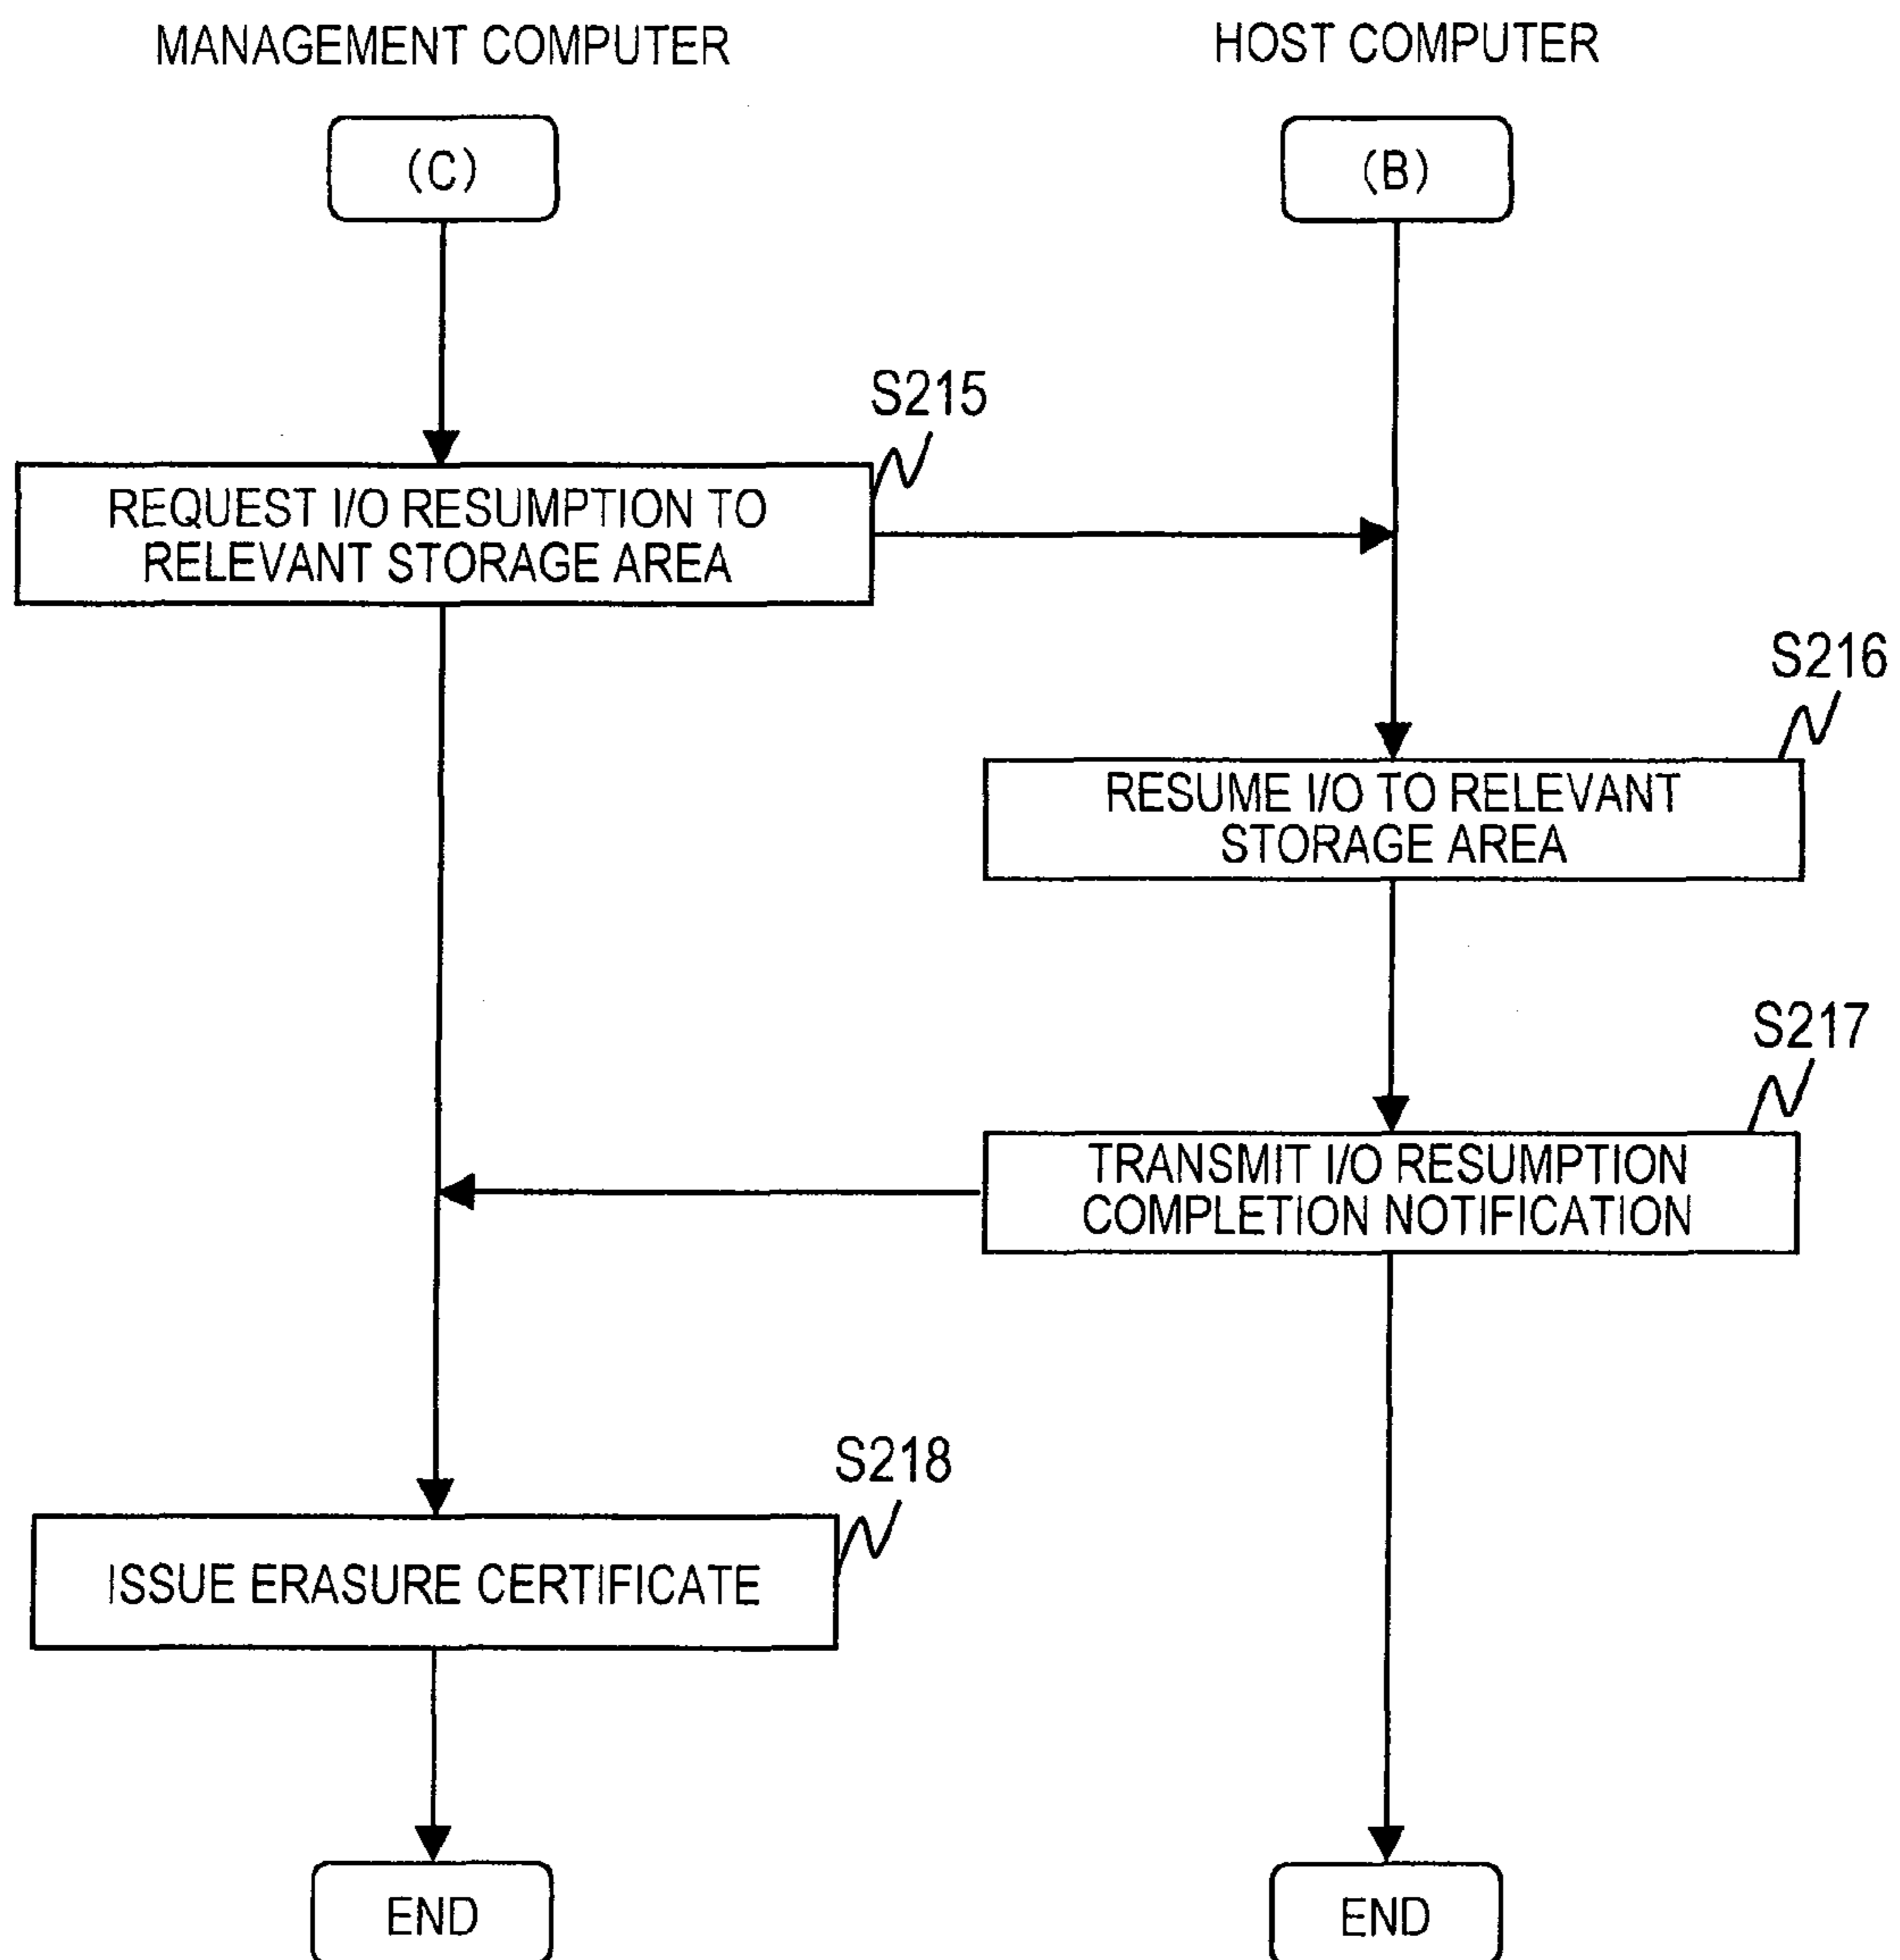 MANAGEMENT COMPUTER
HOST COMPUTER
(C)
(B)
S215
REQUEST I/O RESUMPTION TO
RELEVANT STORAGE AREA
S216
RESUME I/O TO RELEVANT
STORAGE AREA
S217
TRANSMIT I/O RESUMPTION
COMPLETION NOTIFICATION
S218
ISSUE ERASURE CERTIFICATE
END
END